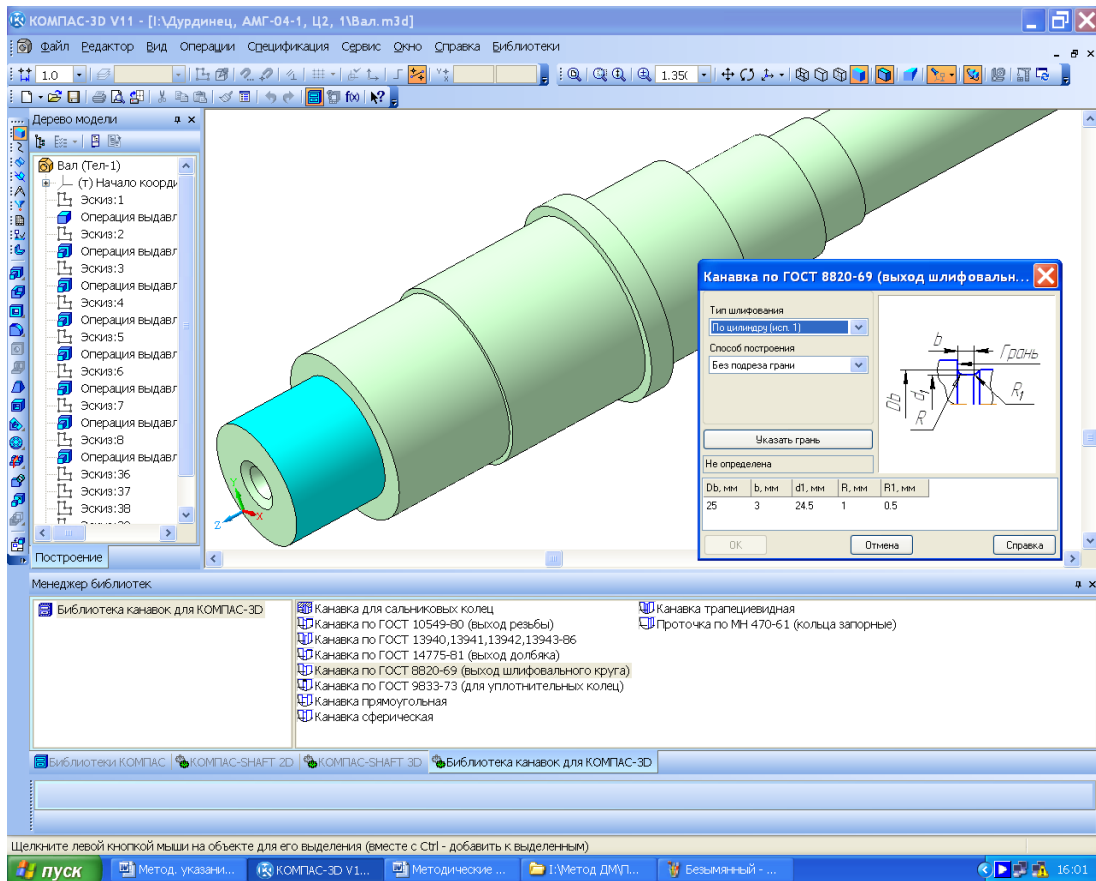 КОМПАС-3D V11 - [I:\Дурдинец, АМГ-04-1, Ц2, 1\Вал.m3d]
Файл Редактор Вид Операции Спецификация Сервис Окно Справка Библиотеки
1.0 1.35(
f(x)
Дерево модели
Вал (Тел-1)
(т) Начало коорди
Эскиз:1
Операция выдавл
Эскиз:2
Операция выдавл
Эскиз:3
Операция выдавл
Эскиз:4
Операция выдавл
Эскиз:5
Операция выдавл
Эскиз:6
Операция выдавл
Эскиз:7
Операция выдавл
Эскиз:8
Операция выдавл
Эскиз:36
Эскиз:37
Эскиз:38
Построение
Y
Z
X
Канавка по ГОСТ 8820-69 (выход шлифовальн...
Тип шлифования
По цилиндру (исп. 1)
Способ построения
Без подреза грани
Указать грань
Не определена
b
Грань
Db
d1
R
R1
Db, мм b, мм d1, мм R, мм R1, мм
25 3 24.5 1 0.5
OK Отмена Справка
Менеджер библиотек
Библиотека канавок для КОМПАС-3D
Канавка для сальниковых колец
Канавка по ГОСТ 10549-80 (выход резьбы)
Канавка по ГОСТ 13940,13941,13942,13943-86
Канавка по ГОСТ 14775-81 (выход долбяка)
Канавка по ГОСТ 8820-69 (выход шлифовального круга)
Канавка по ГОСТ 9833-73 (для уплотнительных колец)
Канавка прямоугольная
Канавка сферическая
Канавка трапециевидная
Проточка по МН 470-61 (кольца запорные)
Библиотеки КОМПАС КОМПАС-SHAFT 2D КОМПАС-SHAFT 3D Библиотека канавок для КОМПАС-3D
Щелкните левой кнопкой мыши на объекте для его выделения (вместе с Ctrl - добавить к выделенным)
пуск Метод. указани... КОМПАС-3D V1... Методические ... I:\Метод ДМ\П... Безымянный - ... 16:01